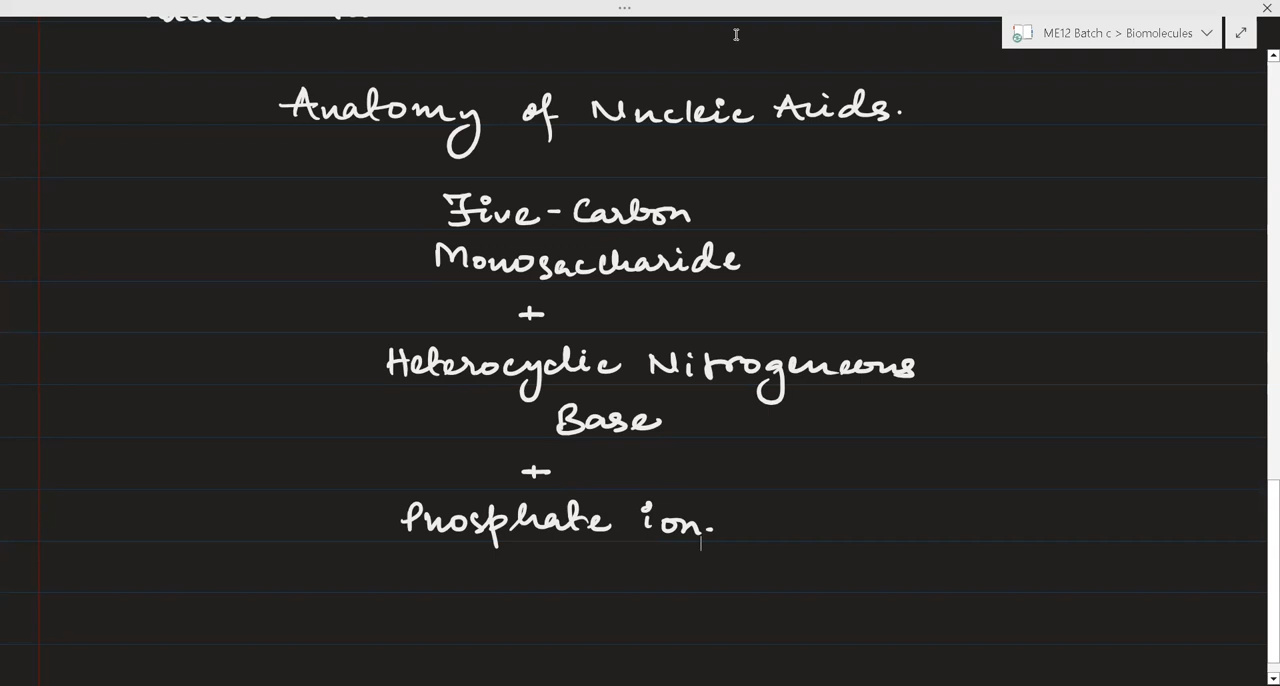 ME12 Batch c > Biomolecules
Anatomy of Nucleic Acids.
Five-Carbon
Monosaccharide
+
Heterocyclic Nitrogeneous
Base
+
Phosphate ion.